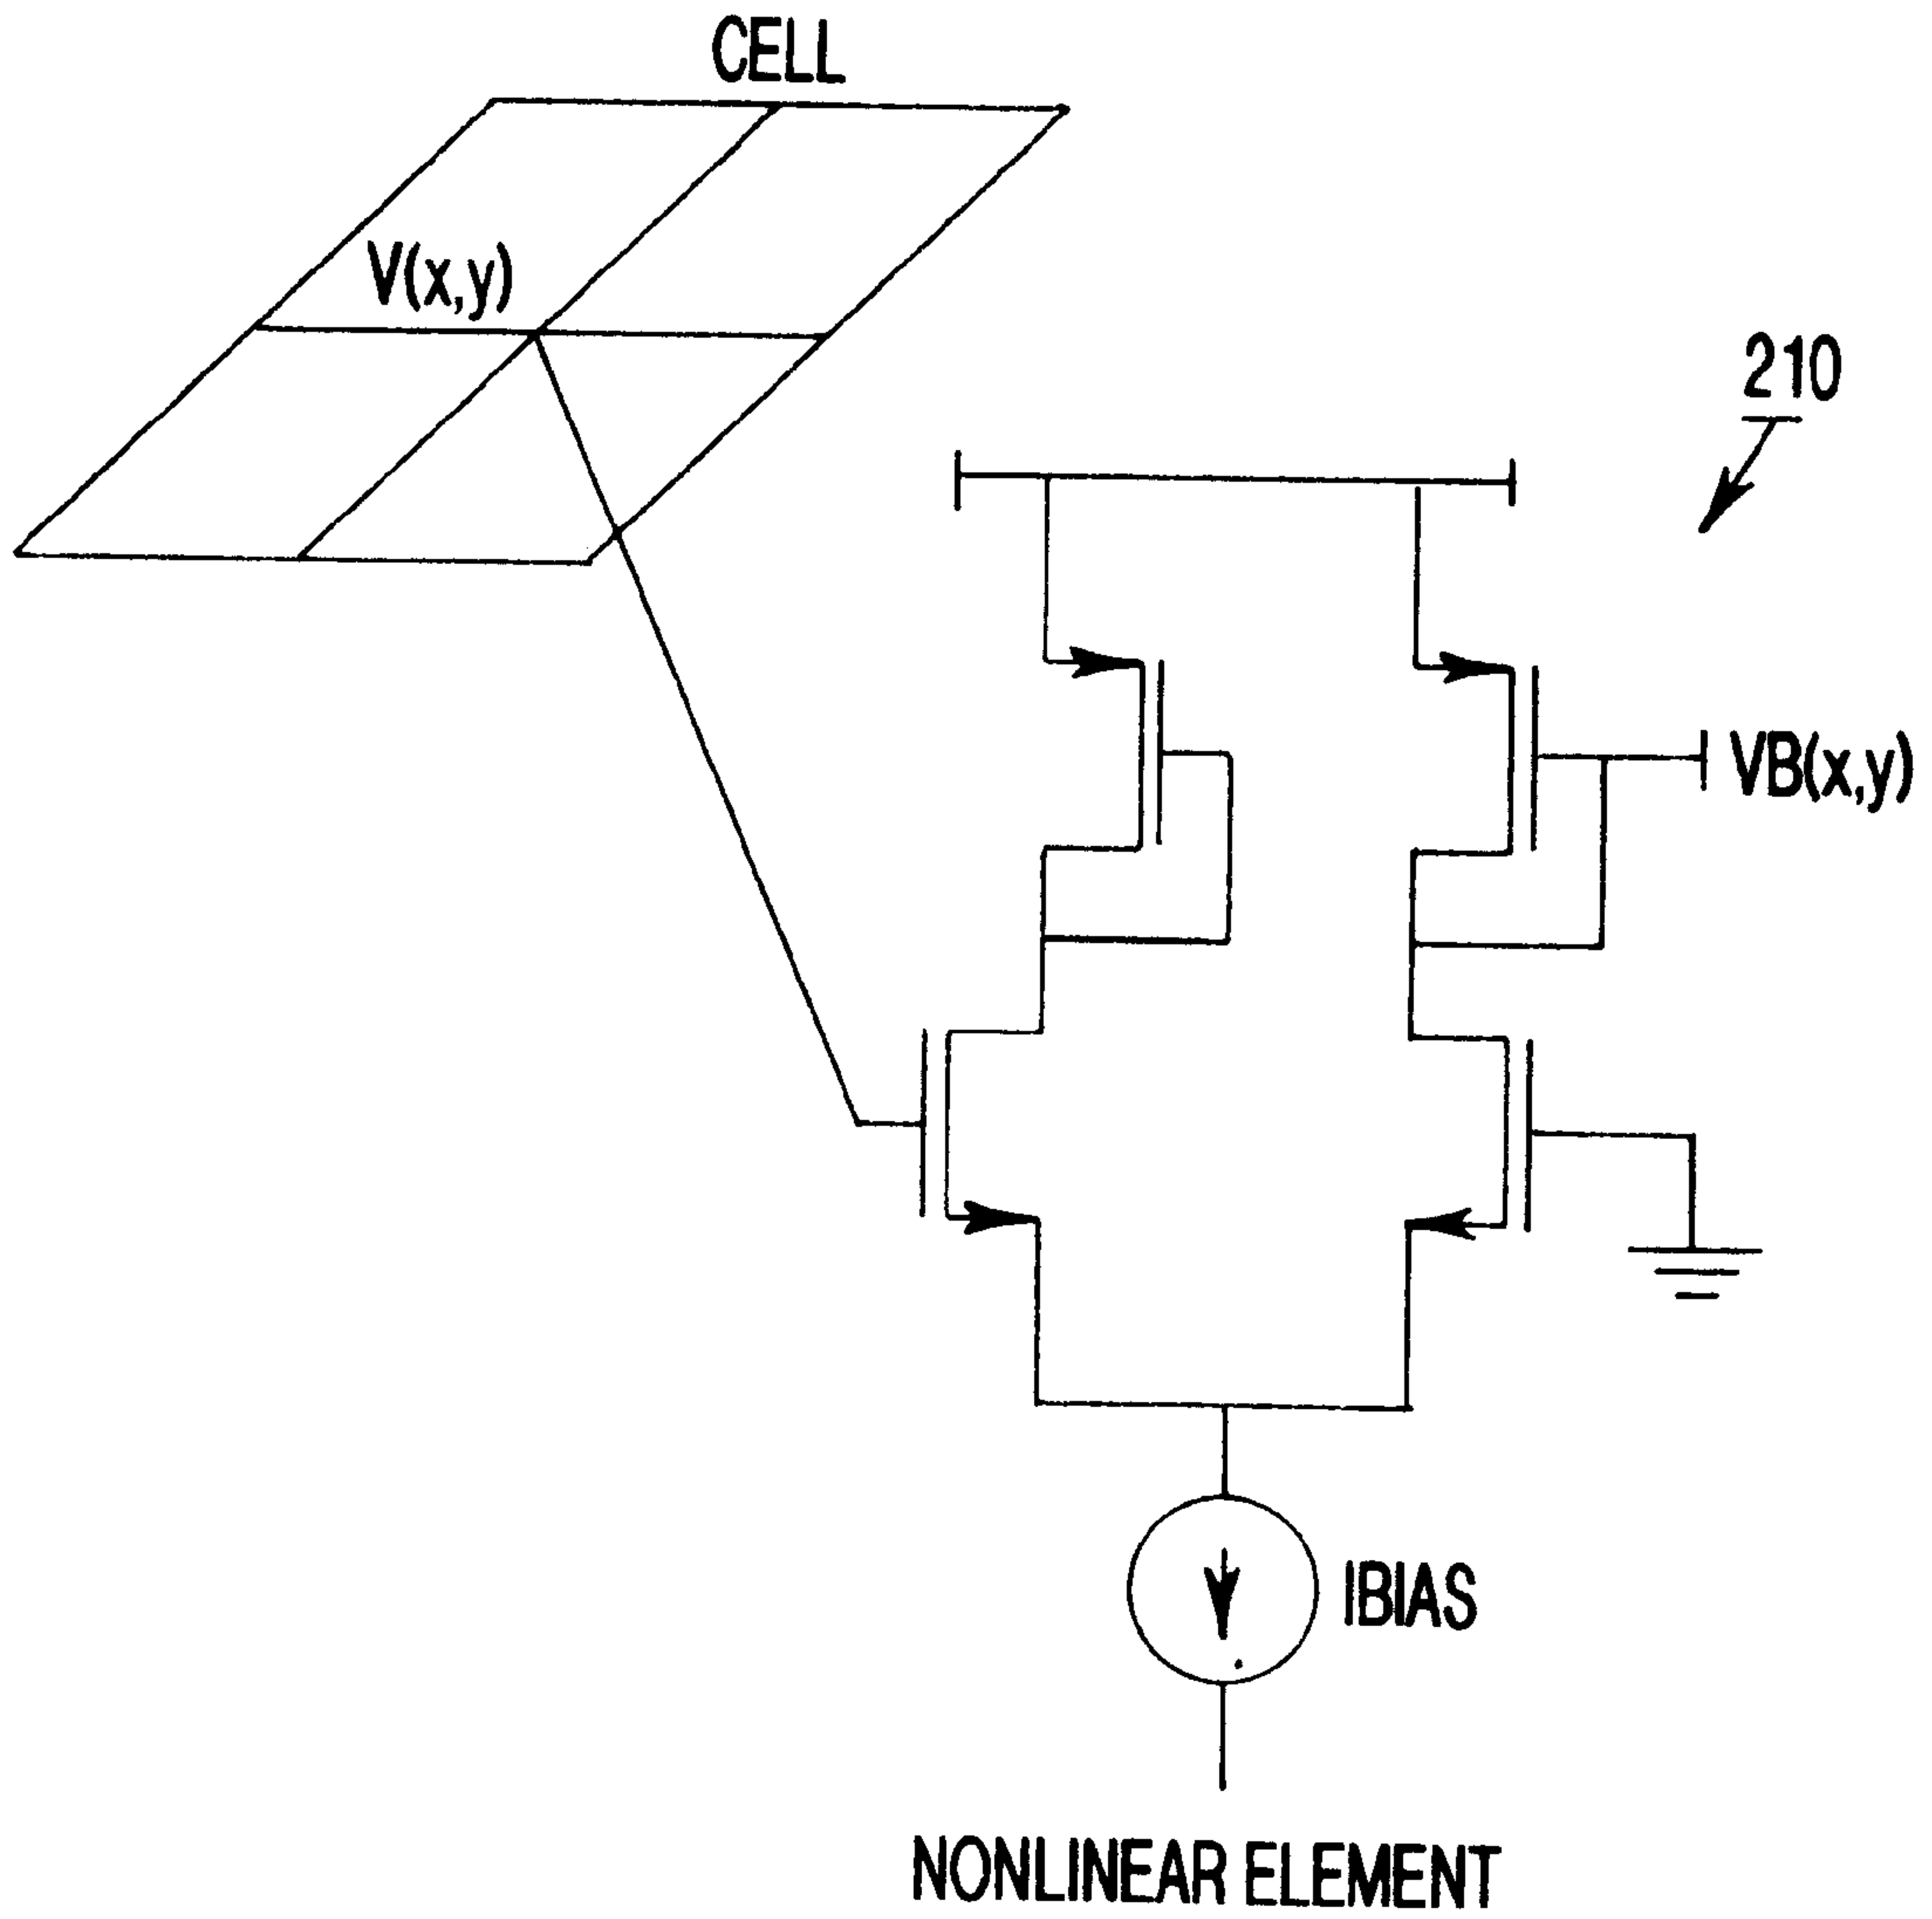 CELL
V(x,y)
210
VB(x,y)
IBIAS
NONLINEAR ELEMENT